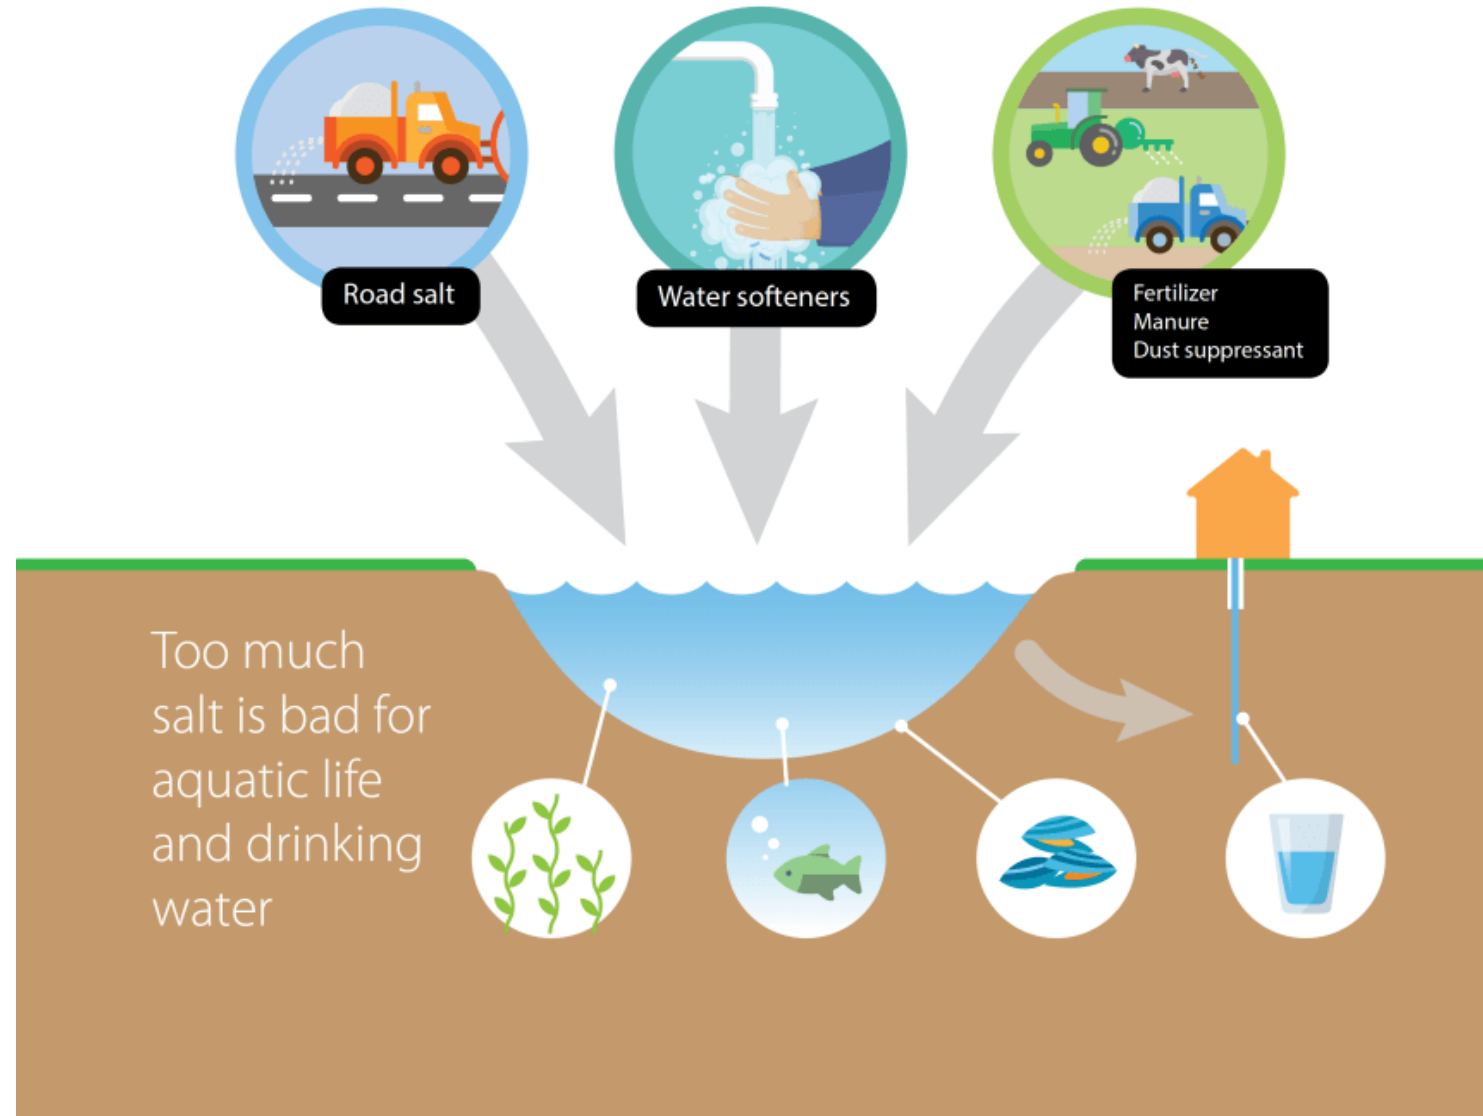 Road salt
Water softeners
Fertilizer
Manure
Dust suppressant
Too much
salt is bad for
aquatic life
and drinking
water